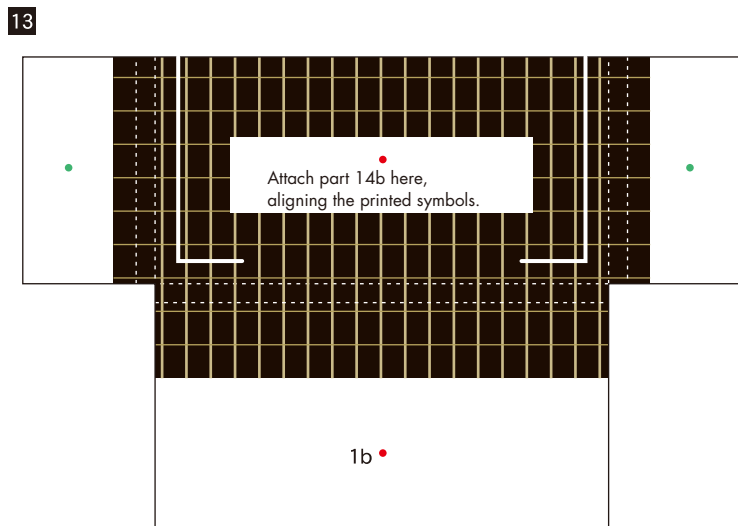 13
Attach part 14b here,
aligning the printed symbols.
1b